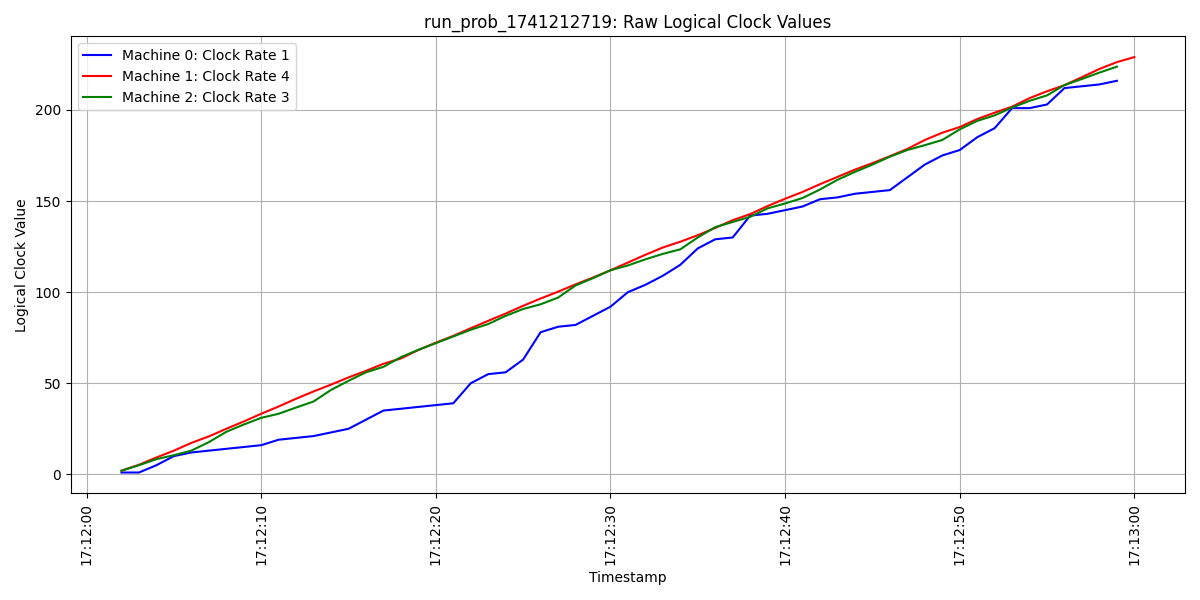 run_prob_1741212719: Raw Logical Clock Values
Machine 0: Clock Rate 1
Machine 1: Clock Rate 4
Machine 2: Clock Rate 3
Logical Clock Value
200
150
100
50
0
17:12:00
17:12:10
17:12:20
17:12:30
17:12:40
17:12:50
17:13:00
Timestamp